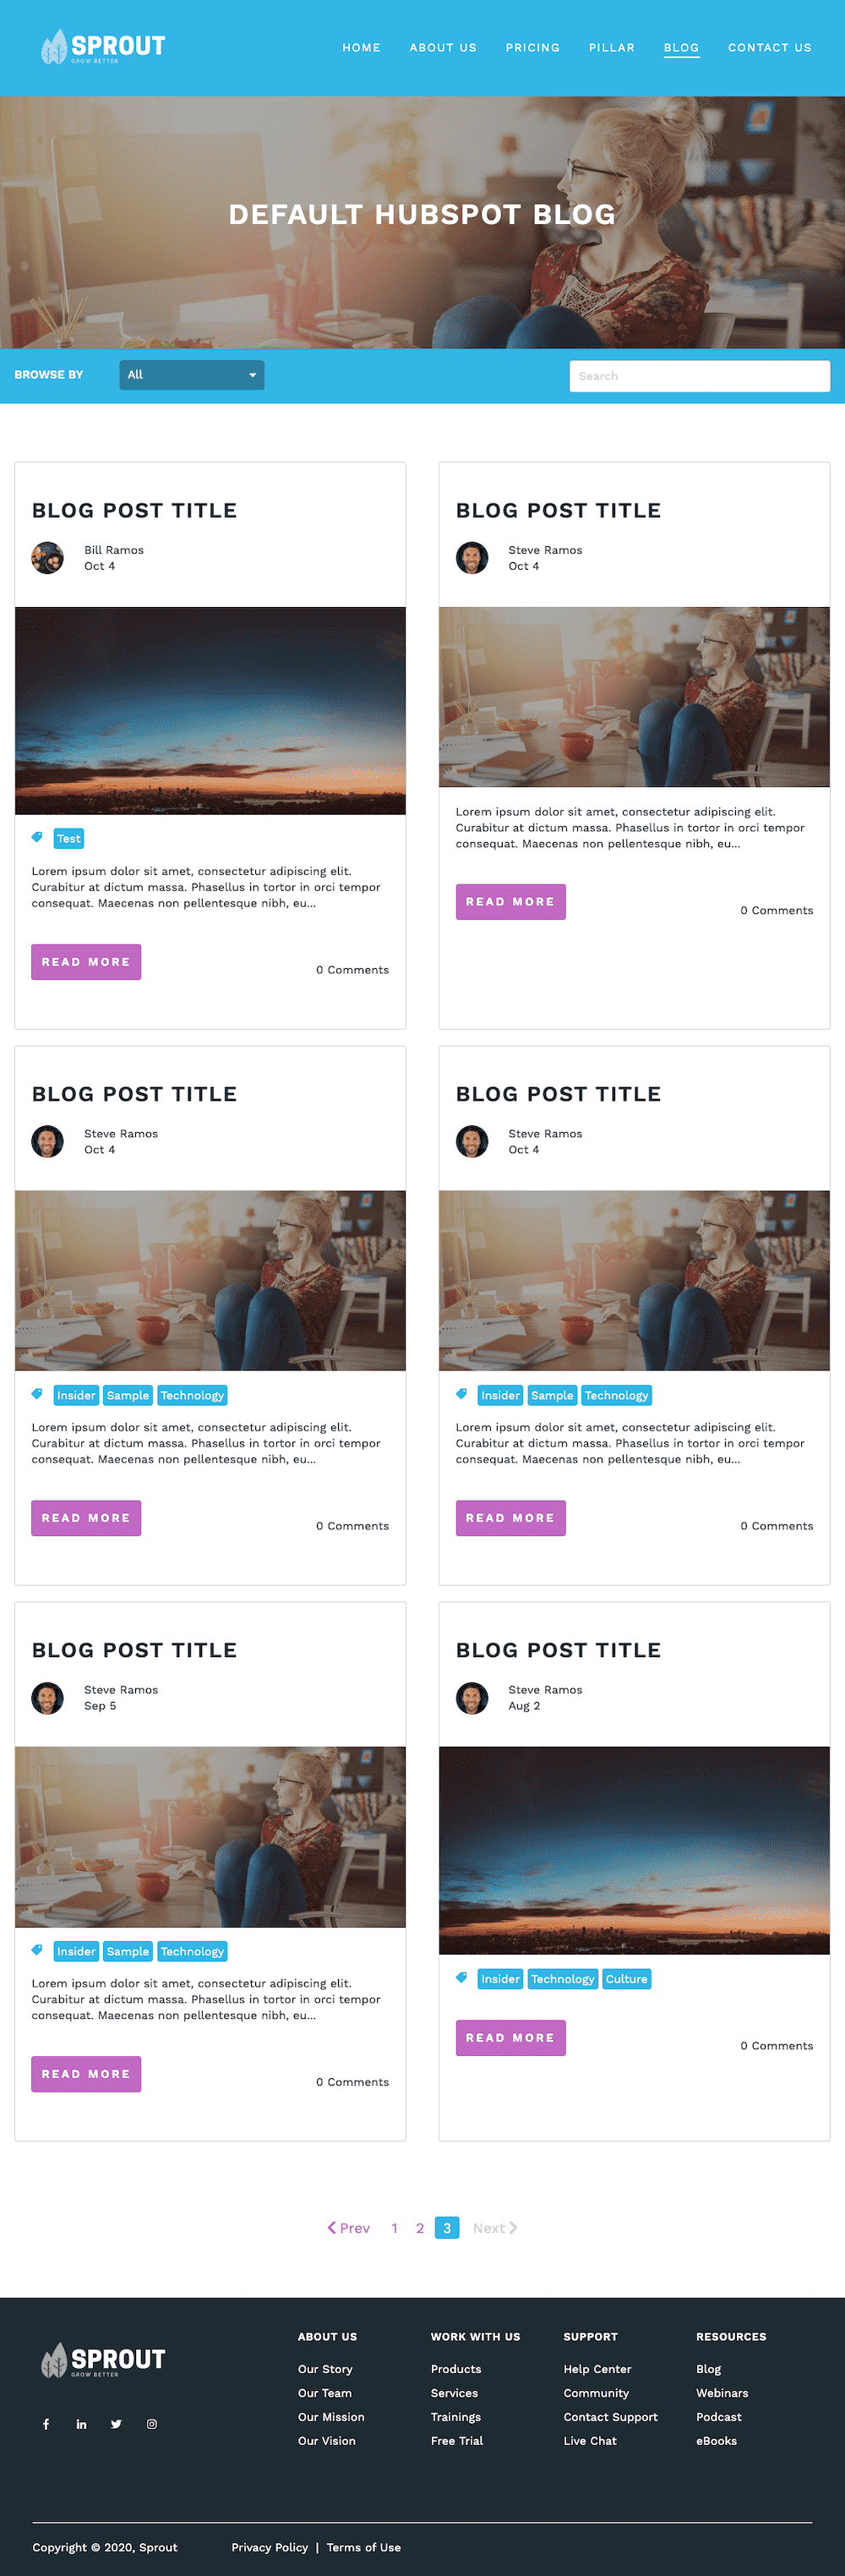 SPROUT
GROW BETTER
HOME ABOUT US PRICING PILLAR BLOG CONTACT US
DEFAULT HUBSPOT BLOG
BROWSE BY All Search
BLOG POST TITLE
Bill Ramos
Oct 4
Test
Lorem ipsum dolor sit amet, consectetur adipiscing elit.
Curabitur at dictum massa. Phasellus in tortor in orci tempor
consequat. Maecenas non pellentesque nibh, eu...
READ MORE
0 Comments
BLOG POST TITLE
Steve Ramos
Oct 4
Lorem ipsum dolor sit amet, consectetur adipiscing elit.
Curabitur at dictum massa. Phasellus in tortor in orci tempor
consequat. Maecenas non pellentesque nibh, eu...
READ MORE
0 Comments
BLOG POST TITLE
Steve Ramos
Oct 4
Insider Sample Technology
Lorem ipsum dolor sit amet, consectetur adipiscing elit.
Curabitur at dictum massa. Phasellus in tortor in orci tempor
consequat. Maecenas non pellentesque nibh, eu...
READ MORE
0 Comments
BLOG POST TITLE
Steve Ramos
Oct 4
Insider Sample Technology
Lorem ipsum dolor sit amet, consectetur adipiscing elit.
Curabitur at dictum massa. Phasellus in tortor in orci tempor
consequat. Maecenas non pellentesque nibh, eu...
READ MORE
0 Comments
BLOG POST TITLE
Steve Ramos
Sep 5
Insider Sample Technology
Lorem ipsum dolor sit amet, consectetur adipiscing elit.
Curabitur at dictum massa. Phasellus in tortor in orci tempor
consequat. Maecenas non pellentesque nibh, eu...
READ MORE
0 Comments
BLOG POST TITLE
Steve Ramos
Aug 2
Insider Technology Culture
READ MORE
0 Comments
Prev 1 2 3 Next
SPROUT
GROW BETTER
ABOUT US
Our Story
Our Team
Our Mission
Our Vision
WORK WITH US
Products
Services
Trainings
Free Trial
SUPPORT
Help Center
Community
Contact Support
Live Chat
RESOURCES
Blog
Webinars
Podcast
eBooks
Copyright © 2020, Sprout Privacy Policy | Terms of Use